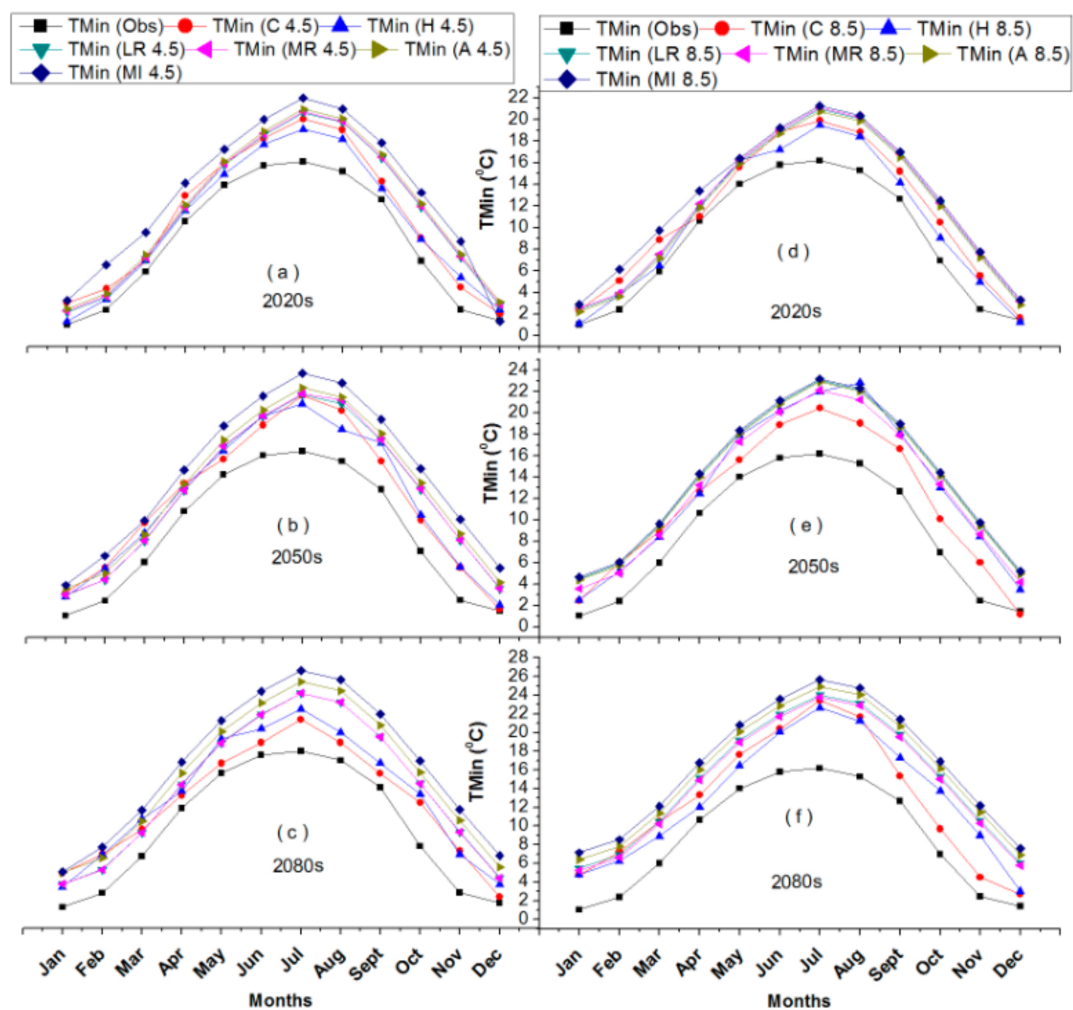 TMin (Obs) TMin (C 4.5) TMin (H 4.5)
TMin (LR 4.5) TMin (MR 4.5) TMin (A 4.5)
TMin (MI 4.5)
TMin (Obs) TMin (C 8.5) TMin (H 8.5)
TMin (LR 8.5) TMin (MR 8.5) TMin (A 8.5)
TMin (MI 8.5)
( a )
2020s
TMin (⁰C)
22
20
18
16
14
12
10
8
6
4
2
0
( d )
2020s
( b )
2050s
TMin (⁰C)
24
22
20
18
16
14
12
10
8
6
4
2
0
( e )
2050s
( c )
2080s
TMin (⁰C)
28
26
24
22
20
18
16
14
12
10
8
6
4
2
0
( f )
2080s
Jan Feb Mar Apr May Jun Jul Aug Sept Oct Nov Dec
Months
Jan Feb Mar Apr May Jun Jul Aug Sept Oct Nov Dec
Months